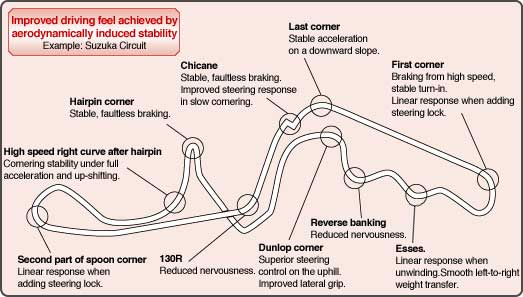 Improved driving feel achieved by
aerodynamically induced stability
Example: Suzuka Circuit
Last corner
Stable acceleration
on a downward slope.
Chicane
Stable, faultless braking.
Improved steering response
in slow cornering.
First corner
Braking from high speed,
stable turn-in.
Linear response when adding
steering lock.
Hairpin corner
Stable, faultless braking.
High speed right curve after hairpin
Cornering stability under full
acceleration and up-shifting.
Second part of spoon corner
Linear response when
adding steering lock.
130R
Reduced nervousness.
Dunlop corner
Superior steering
control on the uphill.
Improved lateral grip.
Reverse banking
Reduced nervousness.
Esses.
Linear response when
unwinding.Smooth left-to-right
weight transfer.